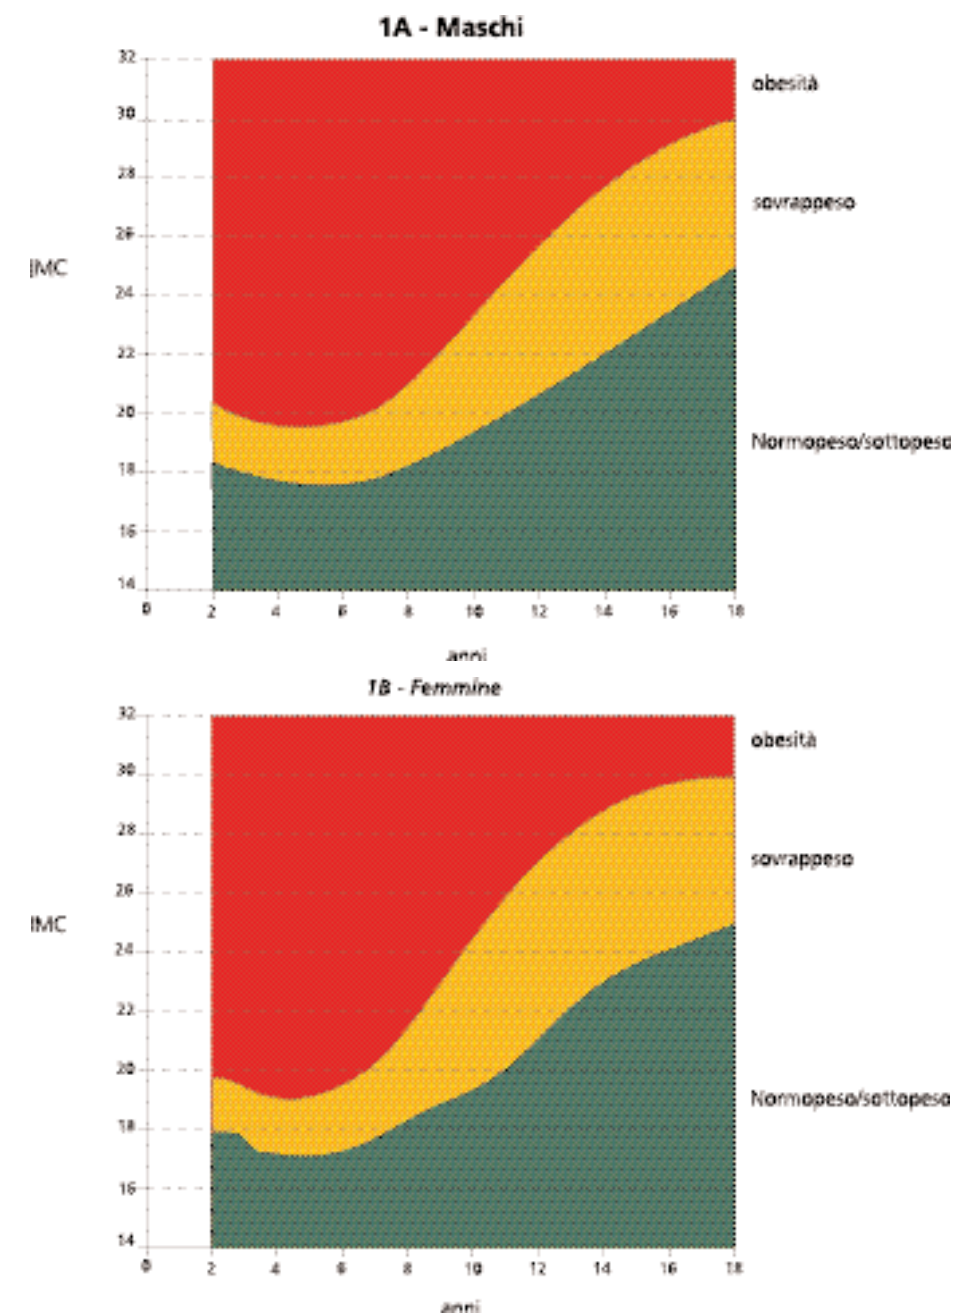 1A - Maschi
32
obesità
30
28
sovrappeso
26
IMC
24
22
20
Normopeso/sottopeso
18
16
14
0 2 4 6 8 10 12 14 16 18
anni
1B - Femmine
32
obesità
30
28
sovrappeso
26
IMC
24
22
20
Normopeso/sottopeso
18
16
14
0 2 4 6 8 10 12 14 16 18
anni